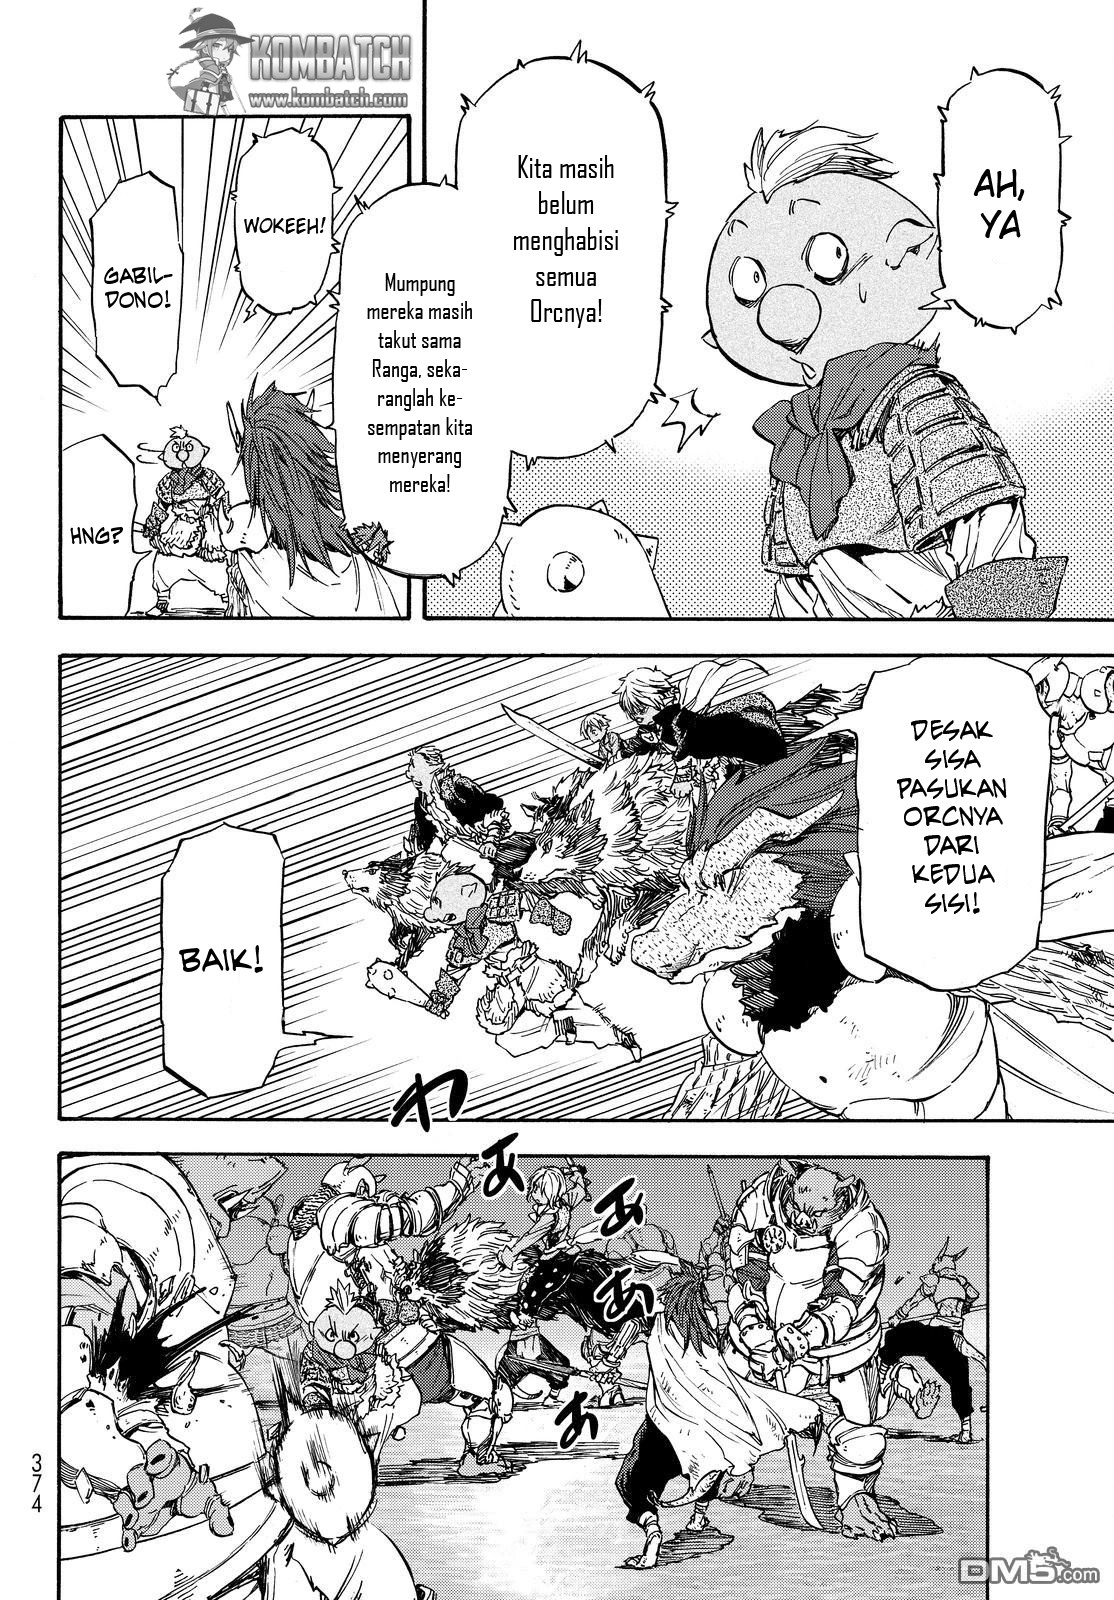 KOMBATCH
www.kombatch.com
AH,
YA
Kita masih
belum
menghabisi
semua
Orcnya!
Mumpung
mereka masih
takut sama
Ranga, seka-
ranglah ke-
sempatan kita
menyerang
mereka!
WOKEEH!
GABIL-
DONO!
HNG?
DESAK
SISA
PASUKAN
ORCNYA
DARI
KEDUA
SISI!
BAIK!
わ
あ
あ
あ
あ
374
DM5.com